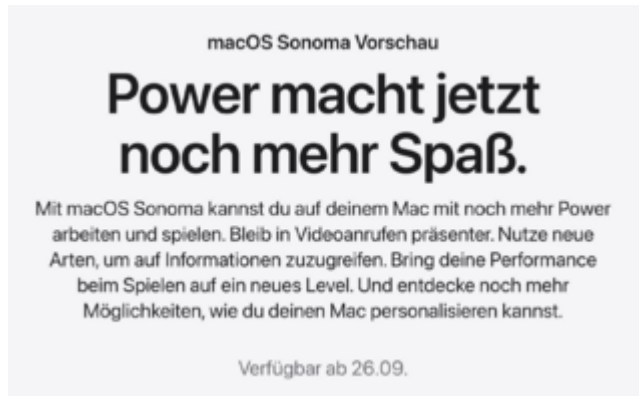 macOS Sonoma Vorschau
Power macht jetzt
noch mehr Spaß.
Mit macOS Sonoma kannst du auf deinem Mac mit noch mehr Power
arbeiten und spielen. Bleib in Videoanrufen präsenter. Nutze neue
Arten, um auf Informationen zuzugreifen. Bring deine Performance
beim Spielen auf ein neues Level. Und entdecke noch mehr
Möglichkeiten, wie du deinen Mac personalisieren kannst.
Verfügbar ab 26.09.